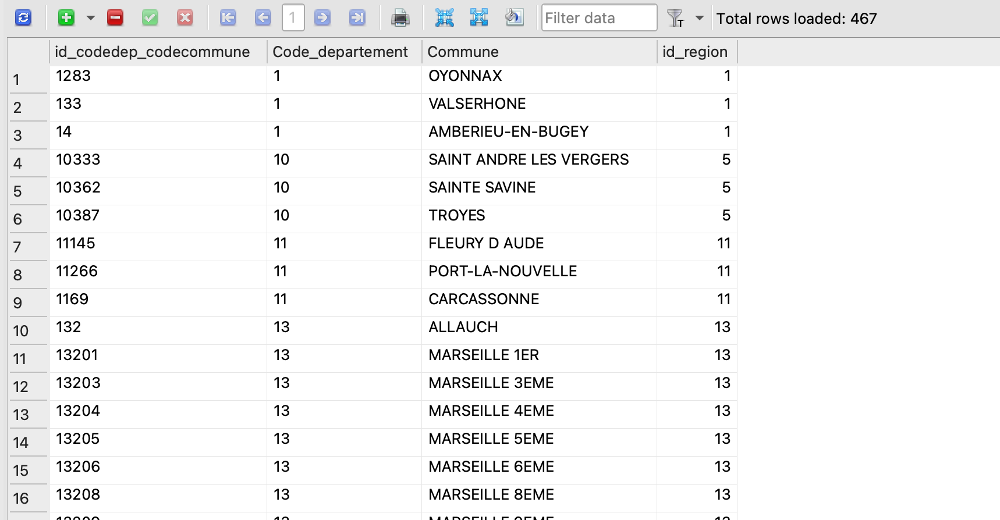 1 Filter data Total rows loaded: 467
id_codedep_codecommune Code_departement Commune id_region
1 1283 1 OYONNAX 1
2 133 1 VALSERHONE 1
3 14 1 AMBERIEU-EN-BUGEY 1
4 10333 10 SAINT ANDRE LES VERGERS 5
5 10362 10 SAINTE SAVINE 5
6 10387 10 TROYES 5
7 11145 11 FLEURY D AUDE 11
8 11266 11 PORT-LA-NOUVELLE 11
9 1169 11 CARCASSONNE 11
10 132 13 ALLAUCH 13
11 13201 13 MARSEILLE 1ER 13
12 13203 13 MARSEILLE 3EME 13
13 13204 13 MARSEILLE 4EME 13
14 13205 13 MARSEILLE 5EME 13
15 13206 13 MARSEILLE 6EME 13
16 13208 13 MARSEILLE 8EME 13
13209 13 MARSEILLE 9EME 13